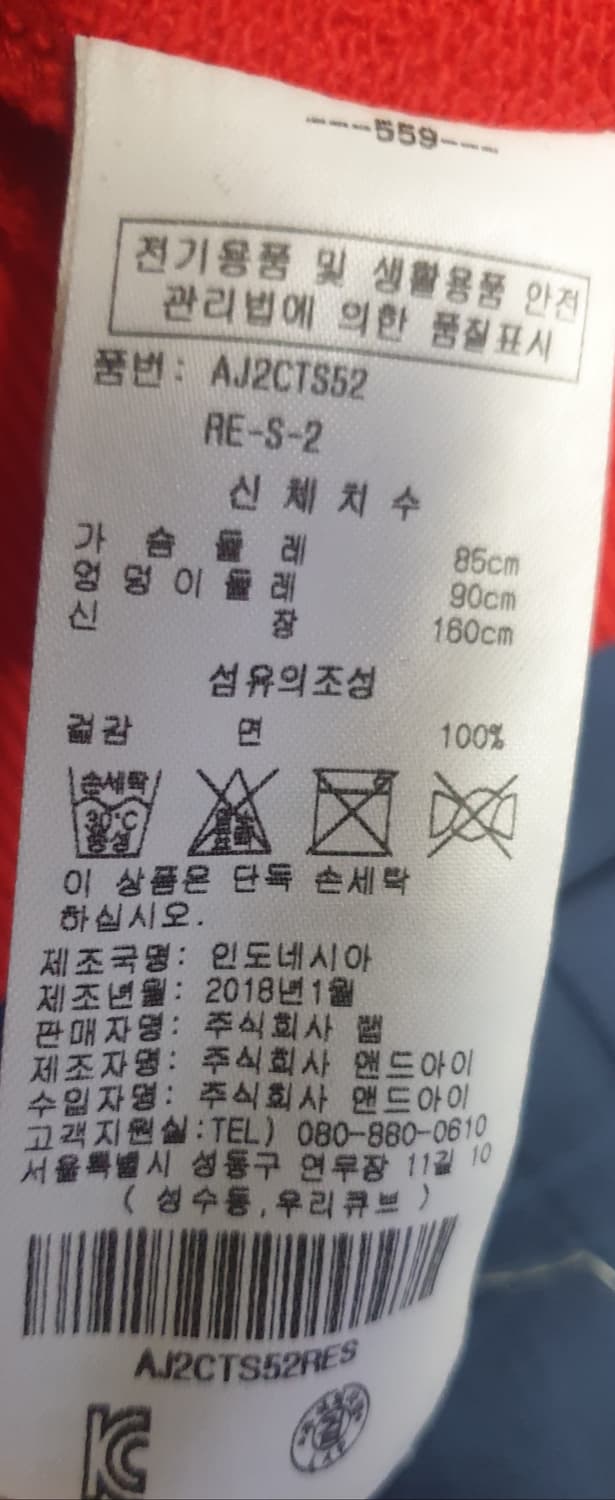 ---559---
전기용품 및 생활용품 안전
관리법에 의한 품질표시
품번: AJ2CTS52
RE-S-2
신 체 치 수
가 슴 둘 레 85cm
엉 덩 이 둘 레 90cm
신 장 160cm
섬유의조성
겉감 면 100%
손세탁
30°C
중성
이 상품은 단독 손세탁
하십시오.
제조국명: 인도네시아
제조년월: 2018년1월
판매자명: 주식회사 랩
제조자명: 주식회사 앤드아이
수입자명: 주식회사 앤드아이
고객지원실:TEL) 080-880-0610
서울특별시 성동구 연무장 11길 10
( 성수동,우리큐브 )
AJ2CTS52RES
KC